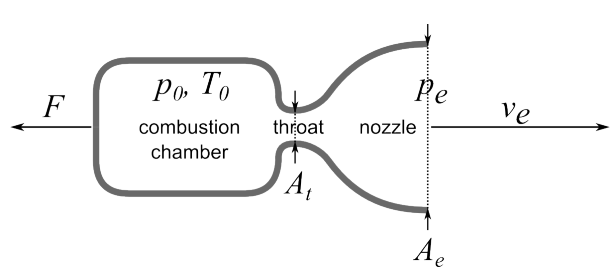 p₀, T₀
F
pₑ
vₑ
combustion
chamber
throat
nozzle
Aₜ
Aₑ